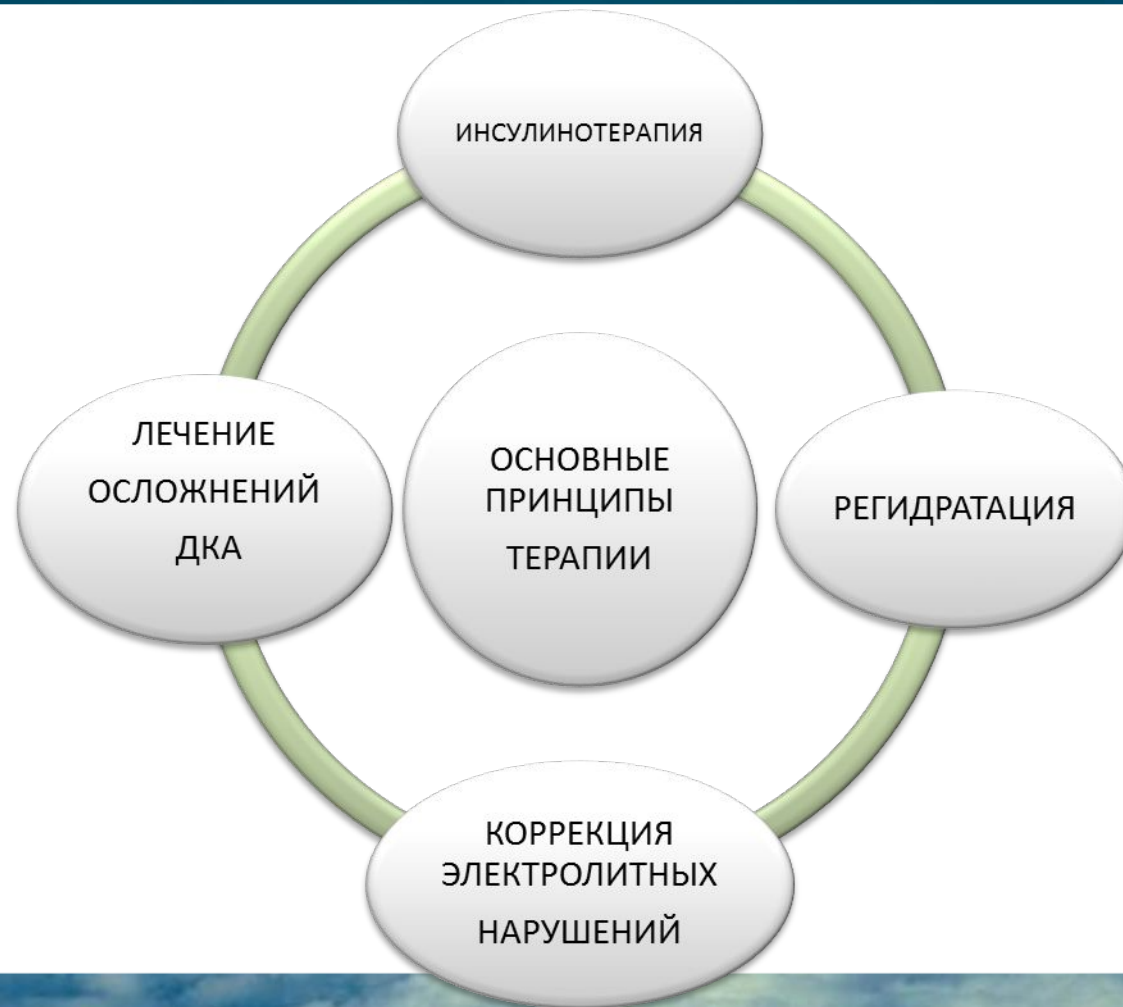 ИНСУЛИНОТЕРАПИЯ
ЛЕЧЕНИЕ
ОСЛОЖНЕНИЙ
ДКА
ОСНОВНЫЕ
ПРИНЦИПЫ
ТЕРАПИИ
РЕГИДРАТАЦИЯ
КОРРЕКЦИЯ
ЭЛЕКТРОЛИТНЫХ
НАРУШЕНИЙ